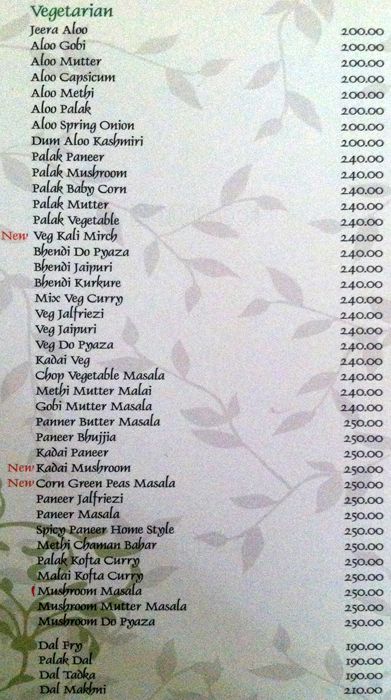 Vegetarian
Jeera Aloo 200.00
Aloo Gobi 200.00
Aloo Mutter 200.00
Aloo Capsicum 200.00
Aloo Methi 200.00
Aloo Palak 200.00
Aloo Spring Onion 200.00
Dum Aloo Kashmiri 200.00
Palak Paneer 240.00
Palak Mushroom 240.00
Palak Baby Corn 240.00
Palak Mutter 240.00
Palak Vegetable 240.00
New Veg Kali Mirch 240.00
Bhendi Do Pyaza 240.00
Bhendi Jaipuri 240.00
Bhendi Kurkure 240.00
Mix Veg Curry 240.00
Veg Jalfriezi 240.00
Veg Jaipuri 240.00
Veg Do Pyaza 240.00
Kadai Veg 240.00
Chop Vegetable Masala 240.00
Methi Mutter Malai 240.00
Gobi Mutter Masala 240.00
Panner Butter Masala 250.00
Paneer Bhujjia 250.00
Kadai Paneer 250.00
New Kadai Mushroom 250.00
New Corn Green Peas Masala 250.00
Paneer Jalfriezi 250.00
Paneer Masala 250.00
Spicy Paneer Home Style 250.00
Methi Chaman Bahar 250.00
Palak Kofta Curry 250.00
Malai Kofta Curry 250.00
Mushroom Masala 250.00
Mushroom Mutter Masala 250.00
Mushroom Do Pyaza 250.00
Dal Fry 190.00
Palak Dal 190.00
Dal Tadka 190.00
Dal Makhni 210.00